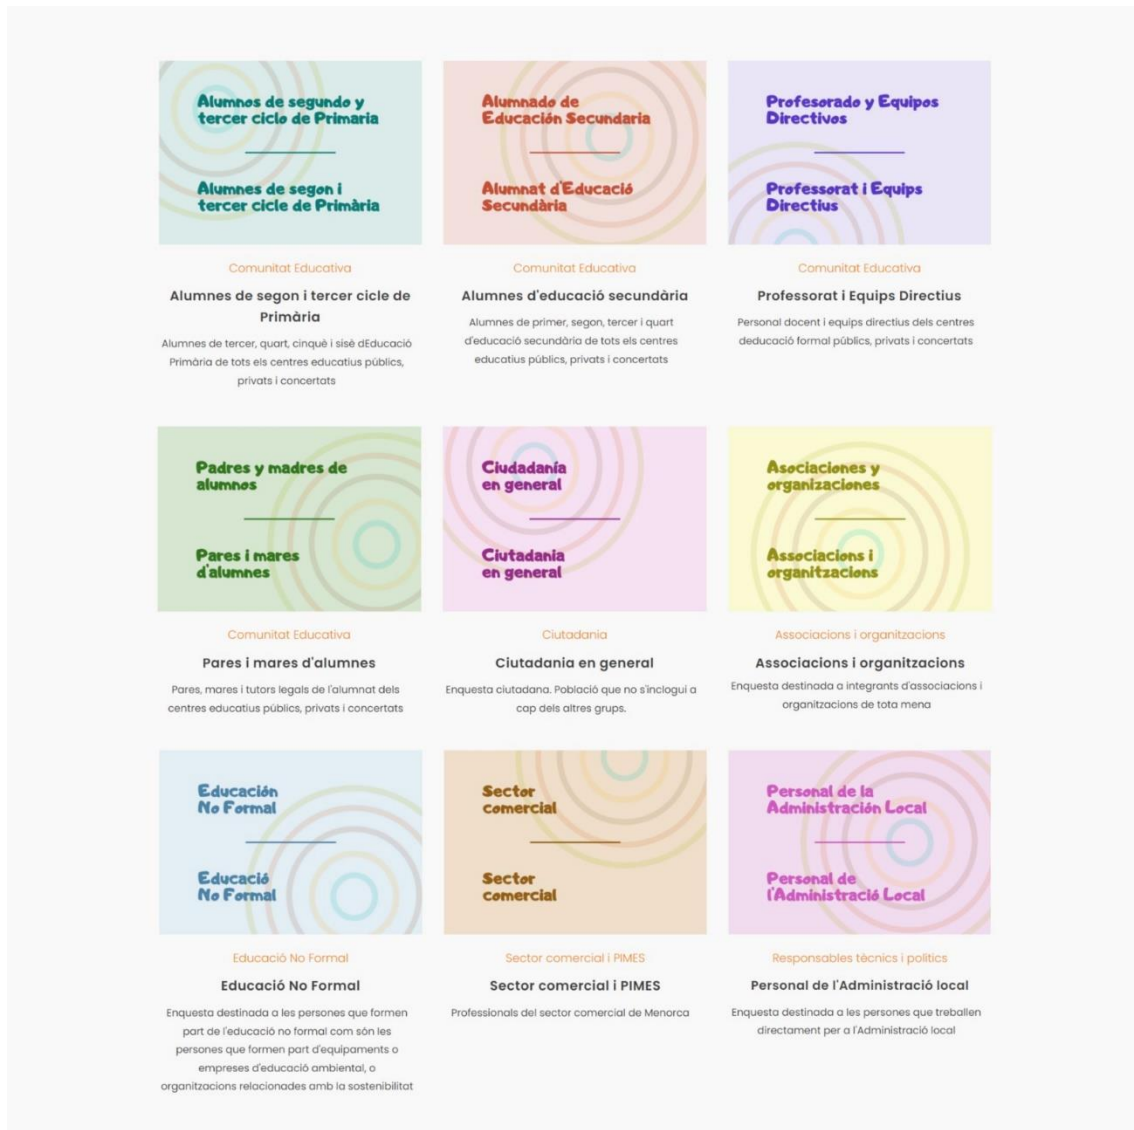 Alumnos de segundo y
tercer ciclo de Primaria
Alumnes de segon i
tercer cicle de Primària
Comunitat Educativa
Alumnes de segon i tercer cicle de
Primària
Alumnes de tercer, quart, cinquè i sisè dEducació
Primària de tots els centres educatius públics,
privats i concertats
Alumnado de
Educación Secundaria
Alumnat d'Educació
Secundària
Comunitat Educativa
Alumnes d'educació secundària
Alumnes de primer, segon, tercer i quart
d'educació secundària de tots els centres
educatius públics, privats i concertats
Profesorado y Equipos
Directivos
Professorat i Equips
Directius
Comunitat Educativa
Professorat i Equips Directius
Personal docent i equips directius dels centres
deducació formal públics, privats i concertats
Padres y madres de
alumnos
Pares i mares
d'alumnes
Comunitat Educativa
Pares i mares d'alumnes
Pares, mares i tutors legals de l'alumnat dels
centres educatius públics, privats i concertats
Ciudadanía
en general
Ciutadania
en general
Ciutadania
Ciutadania en general
Enquesta ciutadana. Població que no s'inclogui a
cap dels altres grups.
Asociaciones y
organizaciones
Associacions i
organitzacions
Associacions i organitzacions
Associacions i organitzacions
Enquesta destinada a integrants d'associacions i
organitzacions de tota mena
Educación
No Formal
Educació
No Formal
Educació No Formal
Educació No Formal
Enquesta destinada a les persones que formen
part de l'educació no formal com són les
persones que formen part d'equipaments o
empreses d'educació ambiental, o
organitzacions relacionades amb la sostenibilitat
Sector
comercial
Sector
comercial
Sector comercial i PIMES
Sector comercial i PIMES
Professionals del sector comercial de Menorca
Personal de la
Administración Local
Personal de
l'Administració Local
Responsables tècnics i polítics
Personal de l'Administració local
Enquesta destinada a les persones que treballen
directament per a l'Administració local